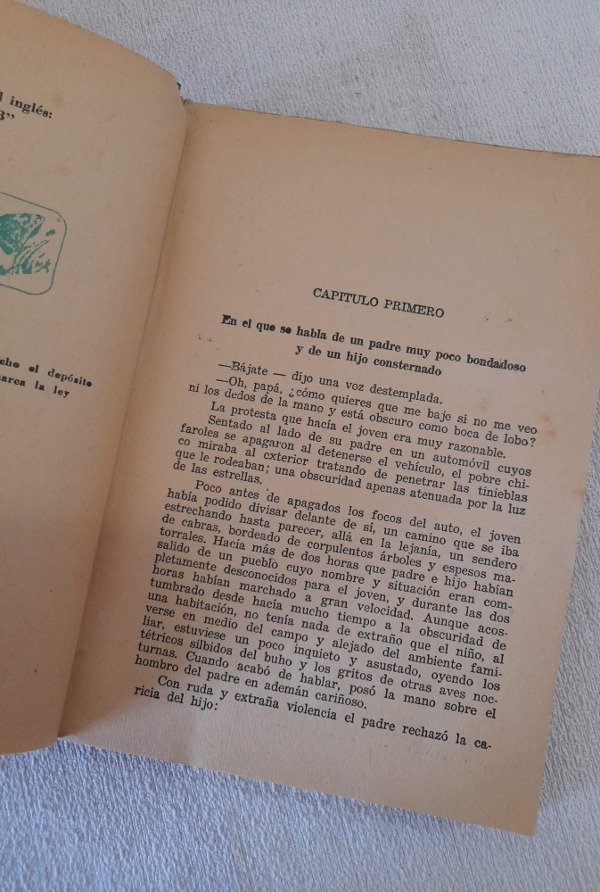 l inglés:
3”
cho el depósito
marca la ley
CAPITULO PRIMERO
En el que se habla de un padre muy poco bondadoso
y de un hijo consternado
—Bájate — dijo una voz destemplada.
—Oh, papá, ¿cómo quieres que me baje si no me veo
ni los dedos de la mano y está obscuro como boca de lobo?
La protesta que hacía el joven era muy razonable.
Sentado al lado de su padre en un automóvil cuyos
faroles se apagaron al detenerse el vehículo, el pobre chi-
co miraba al exterior tratando de penetrar las tinieblas
que le rodeaban; una obscuridad apenas atenuada por la luz
de las estrellas.
Poco antes de apagados los focos del auto, el joven
había podido divisar delante de sí, un camino que se iba
estrechando hasta parecer, allá en la lejanía, un sendero
de cabras, bordeado de corpulentos árboles y espesos ma-
torrales. Hacía más de dos horas que padre e hijo habían
salido de un pueblo cuyo nombre y situación eran com-
pletamente desconocidos para el joven, y durante las dos
horas habían marchado a gran velocidad. Aunque acos-
tumbrado desde hacía mucho tiempo a la obscuridad de
una habitación, no tenía nada de extraño que el niño, al
verse en medio del campo y alejado del ambiente fami-
liar, estuviese un poco inquieto y asustado, oyendo los
tétricos silbidos del buho y los gritos de otras aves noc-
turnas. Cuando acabó de hablar, posó la mano sobre el
hombro del padre en ademán cariñoso.
Con ruda y extraña violencia el padre rechazó la ca-
ricia del hijo: